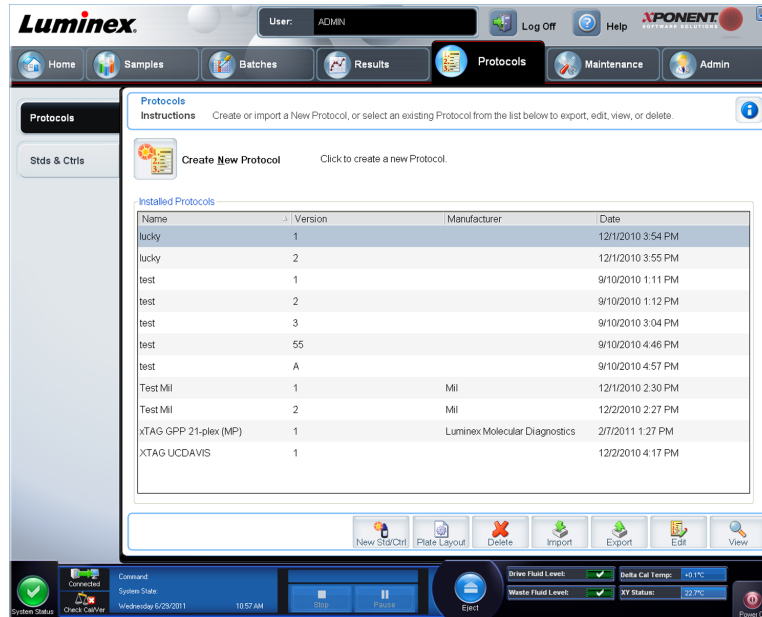 Luminex.
User: ADMIN
Log Off
Help
XPONENT.
SOFTWARE SOLUTIONS
Home
Samples
Batches
Results
Protocols
Maintenance
Admin
Protocols
Stds & Ctrls
Protocols
Instructions Create or import a New Protocol, or select an existing Protocol from the list below to export, edit, view, or delete.
Create New Protocol Click to create a new Protocol.
Installed Protocols
Name Version Manufacturer Date
lucky 1 12/1/2010 3:54 PM
lucky 2 12/1/2010 3:55 PM
test 1 9/10/2010 1:11 PM
test 2 9/10/2010 1:12 PM
test 3 9/10/2010 3:04 PM
test 55 9/10/2010 4:46 PM
test A 9/10/2010 4:57 PM
Test Mil 1 Mil 12/1/2010 2:30 PM
Test Mil 2 Mil 12/2/2010 2:27 PM
xTAG GPP 21-plex (MP) 1 Luminex Molecular Diagnostics 2/7/2011 1:27 PM
XTAG UCDAVIS 1 12/2/2010 4:17 PM
New Std/Ctrl
Plate Layout
Delete
Import
Export
Edit
View
System Status
Connected
Check Cal/Ver
Command:
System State:
Wednesday 6/29/2011 10:57 AM
Stop
Pause
Eject
Drive Fluid Level:
Waste Fluid Level:
Delta Cal Temp: +0.1°C
XY Status: 22.7°C
Power O